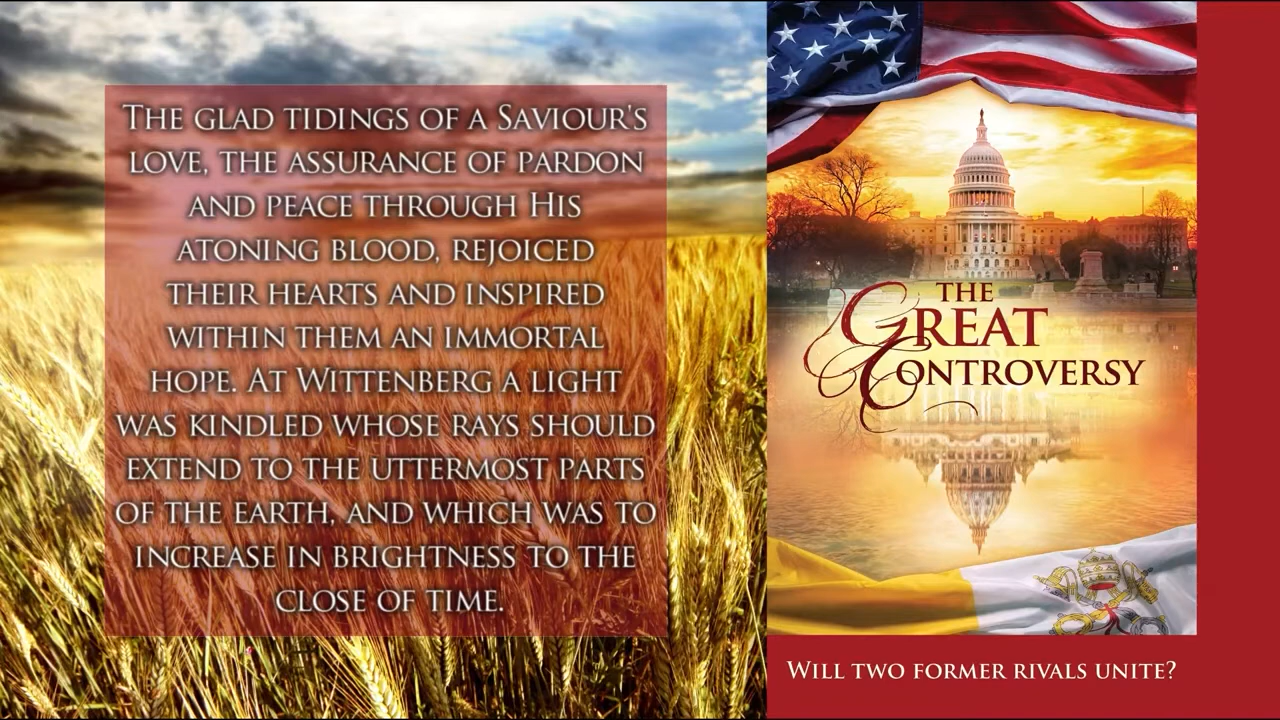 The glad tidings of a Saviour's
love, the assurance of pardon
and peace through His
atoning blood, rejoiced
their hearts and inspired
within them an immortal
hope. At Wittenberg a light
was kindled whose rays should
extend to the uttermost parts
of the earth, and which was to
increase in brightness to the
close of time.
The
Great
Controversy
Will two former rivals unite?